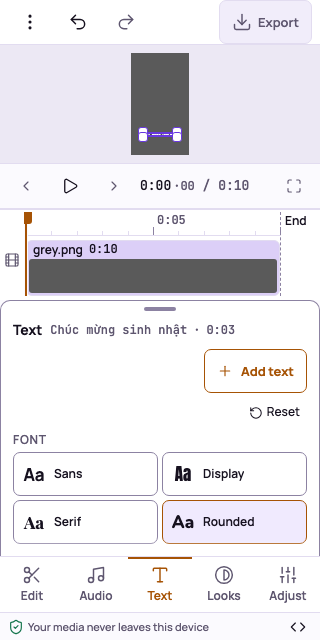 Export
0:00·00 / 0:10
0:05
End
grey.png 0:10
Text Chúc mừng sinh nhật · 0:03
+ Add text
Reset
FONT
Aa Sans
Aa Display
Aa Serif
Aa Rounded
Edit
Audio
Text
Looks
Adjust
Your media never leaves this device